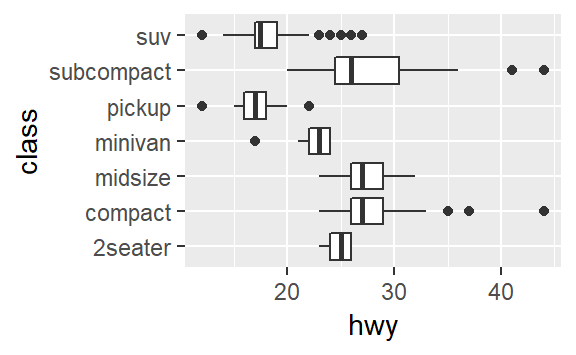 suv
subcompact
pickup
minivan
midsize
compact
2seater
class
20 30 40
hwy